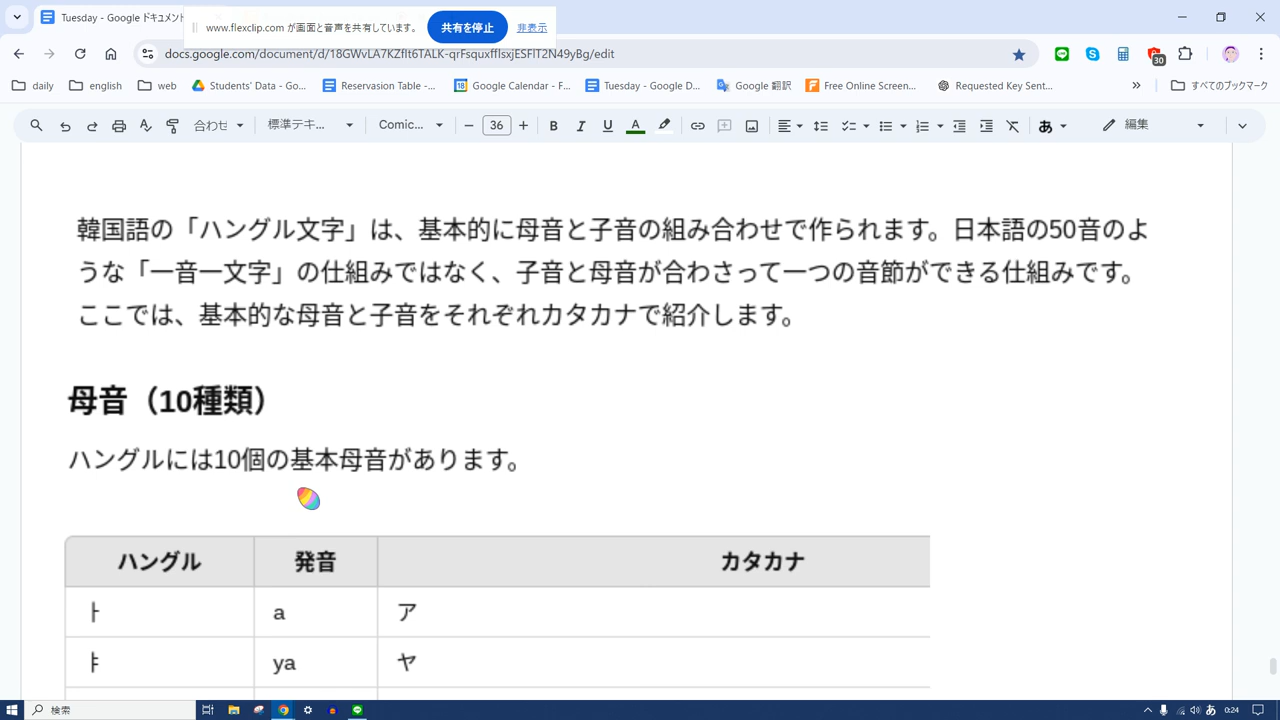 Tuesday - Google ドキュメント
www.flexclip.com が画面と音声を共有しています。 共有を停止 非表示
docs.google.com/document/d/18GWvLA7KZflt6TALK-qrFsquxfflsxjESFlT2N49yBg/edit
30
daily english web Students' Data - Go... Reservasion Table -... Google Calendar - F... Tuesday - Google D... Google 翻訳 Free Online Screen... Requested Key Sent... » すべてのブックマーク
合わせ 標準テキ... Comic... 36 B I U A あ 編集
韓国語の「ハングル文字」は、基本的に母音と子音の組み合わせで作られます。日本語の50音のよ
うな「一音一文字」の仕組みではなく、子音と母音が合わさって一つの音節ができる仕組みです。
ここでは、基本的な母音と子音をそれぞれカタカナで紹介します。
母音（10種類）
ハングルには10個の基本母音があります。
ハングル 発音 カタカナ
ㅏ a ア
ㅑ ya ヤ
検索 あ 0:24